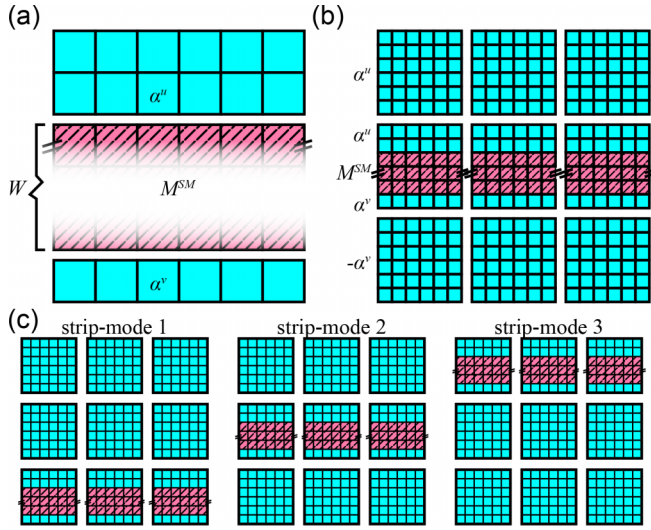 (a)
α^u
W
M^SM
α^v
(b)
α^u
α^u
M^SM
α^v
-α^v
(c)
strip-mode 1
strip-mode 2
strip-mode 3